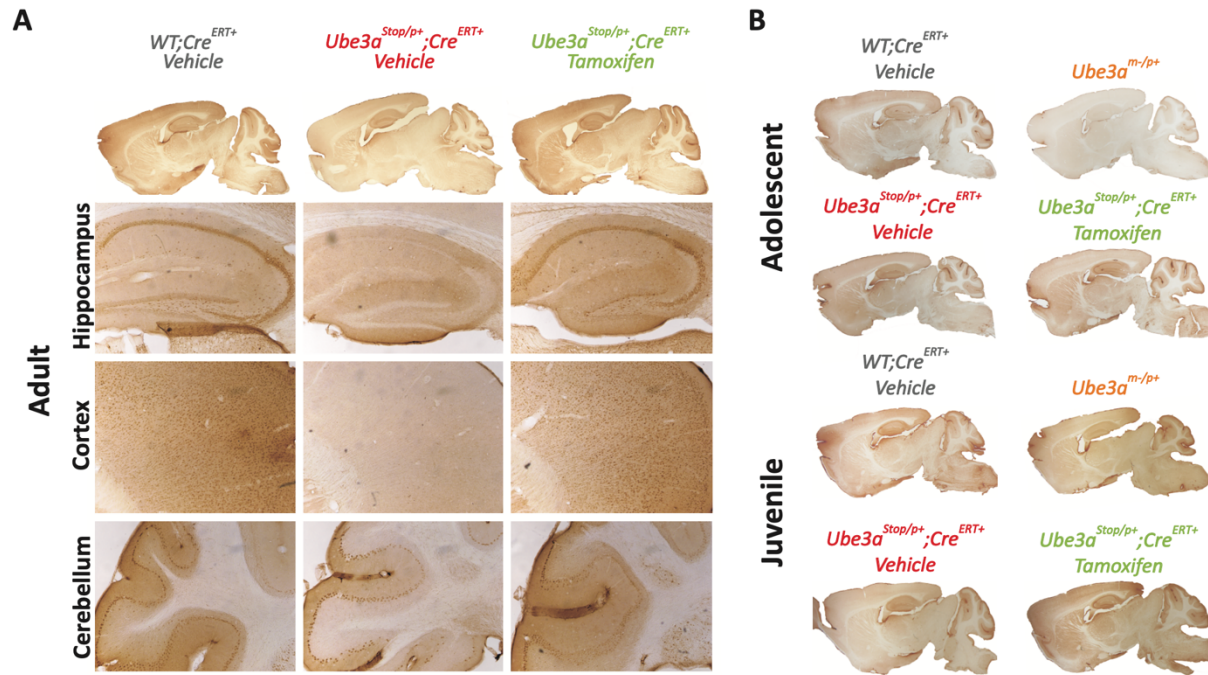 A
WT;Cre^ERT+
Vehicle
Ube3a^Stop/p+;Cre^ERT+
Vehicle
Ube3a^Stop/p+;Cre^ERT+
Tamoxifen
Adult
Hippocampus
Cortex
Cerebellum
B
Adolescent
WT;Cre^ERT+
Vehicle
Ube3a^m-/p+
Ube3a^Stop/p+;Cre^ERT+
Vehicle
Ube3a^Stop/p+;Cre^ERT+
Tamoxifen
Juvenile
WT;Cre^ERT+
Vehicle
Ube3a^m-/p+
Ube3a^Stop/p+;Cre^ERT+
Vehicle
Ube3a^Stop/p+;Cre^ERT+
Tamoxifen